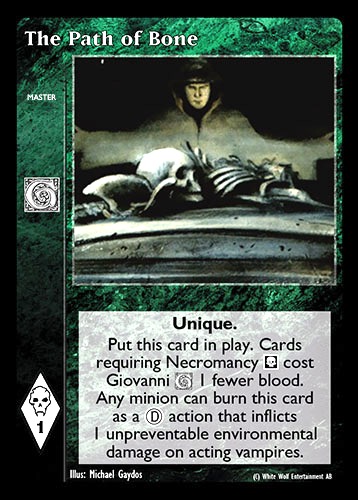 The Path of Bone
MASTER
Unique.
Put this card in play. Cards
requiring Necromancy cost
Giovanni 1 fewer blood.
Any minion can burn this card
as a Ⓓ action that inflicts
1 unpreventable environmental
damage on acting vampires.
1
Illus: Michael Gaydos
(C) White Wolf Entertainment AB